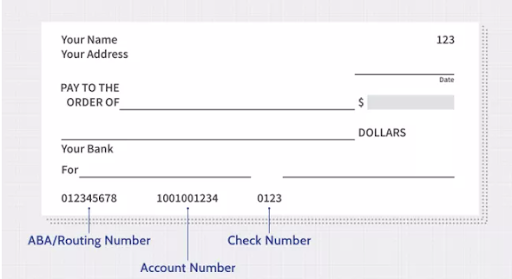 Your Name 123
Your Address
Date
PAY TO THE
ORDER OF $
DOLLARS
Your Bank
For
012345678 1001001234 0123
ABA/Routing Number Check Number
Account Number